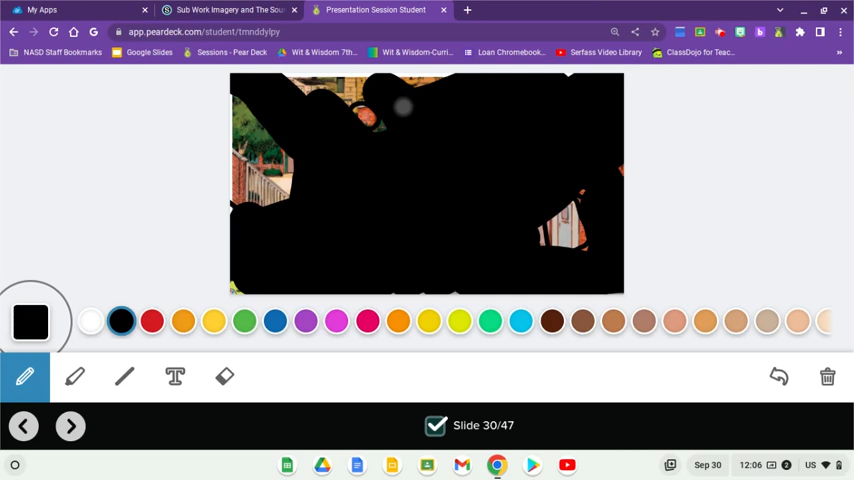 My Apps
Sub Work Imagery and The Sou
Presentation Session Student
app.peardeck.com/student/tmnddylpy
NASD Staff Bookmarks
Google Slides
Sessions - Pear Deck
Wit & Wisdom 7th...
Wit & Wisdom-Curri...
Loan Chromebook...
Serfass Video Library
ClassDojo for Teac...
»
T
Slide 30/47
Sep 30
12:06
2
US